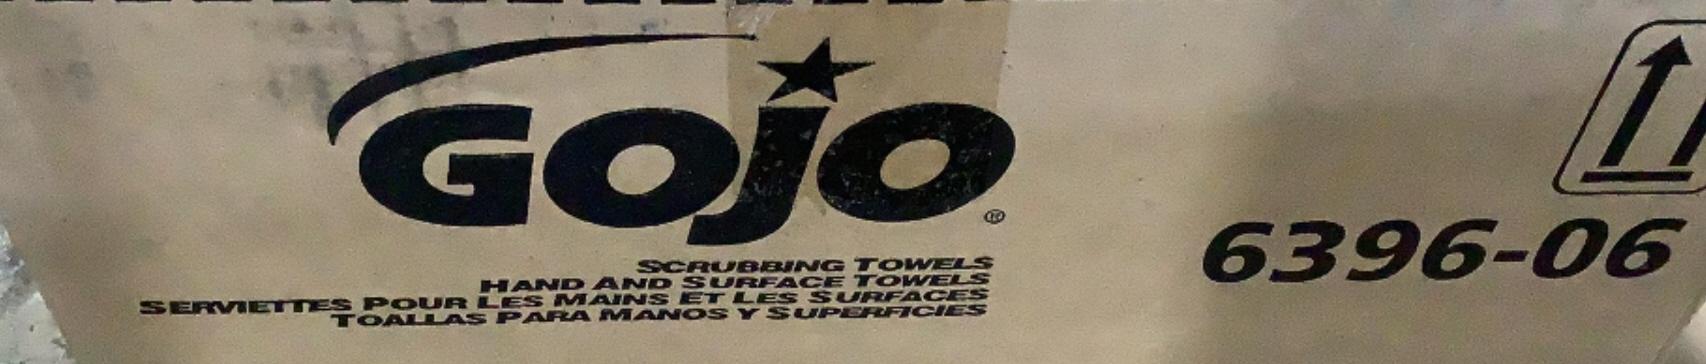 GOJO®
SCRUBBING TOWELS
HAND AND SURFACE TOWELS
SERVIETTES POUR LES MAINS ET LES SURFACES
TOALLAS PARA MANOS Y SUPERFICIES
6396-06